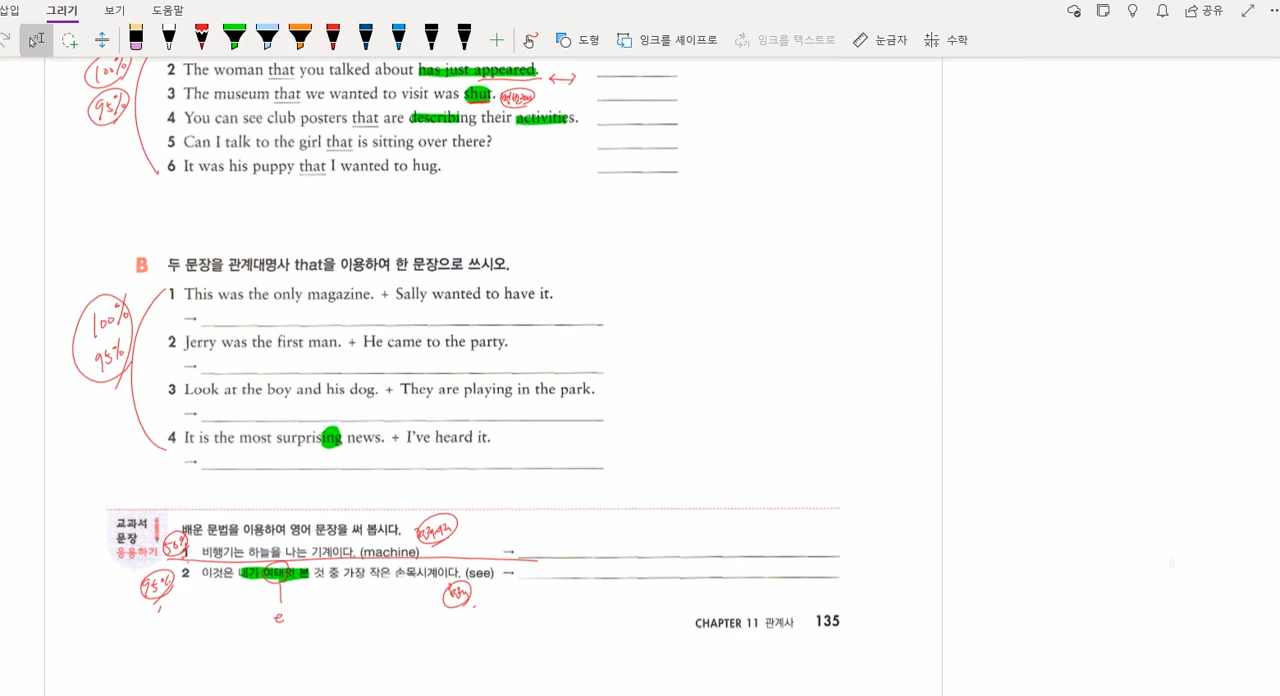 삽입 그리기 보기 도움말 공유
도형 잉크를 셰이프로 잉크를 텍스트로 눈금자 수학
100%
2 The woman that you talked about has just appeared.
95%
3 The museum that we wanted to visit was shut.
4 You can see club posters that are describing their activities.
5 Can I talk to the girl that is sitting over there?
6 It was his puppy that I wanted to hug.
B 두 문장을 관계대명사 that을 이용하여 한 문장으로 쓰시오.
1 This was the only magazine. + Sally wanted to have it.
100%
→
2 Jerry was the first man. + He came to the party.
95%
→
3 Look at the boy and his dog. + They are playing in the park.
→
4 It is the most surprising news. + I've heard it.
→
교과서
문장
응용하기
배운 문법을 이용하여 영어 문장을 써 봅시다.
50%
1 비행기는 하늘을 나는 기계이다. (machine) →
95%
2 이것은 내가 여태껏 본 것 중 가장 작은 손목시계이다. (see) →
e
CHAPTER 11 관계사 135